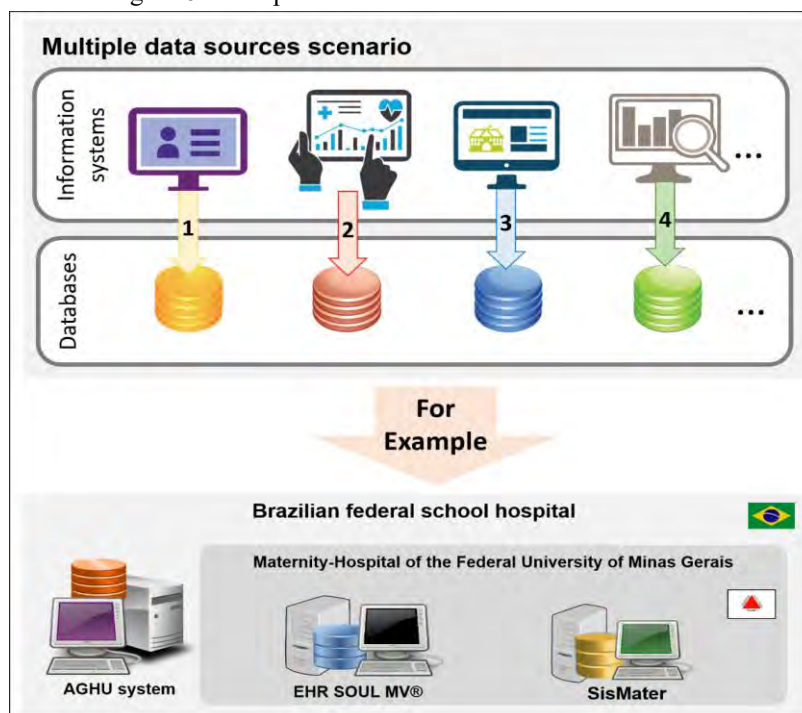 Multiple data sources scenario
Information
systems
...
1
2
3
4
Databases
...
For
Example
Brazilian federal school hospital
Maternity-Hospital of the Federal University of Minas Gerais
AGHU system
EHR SOUL MV®
SisMater